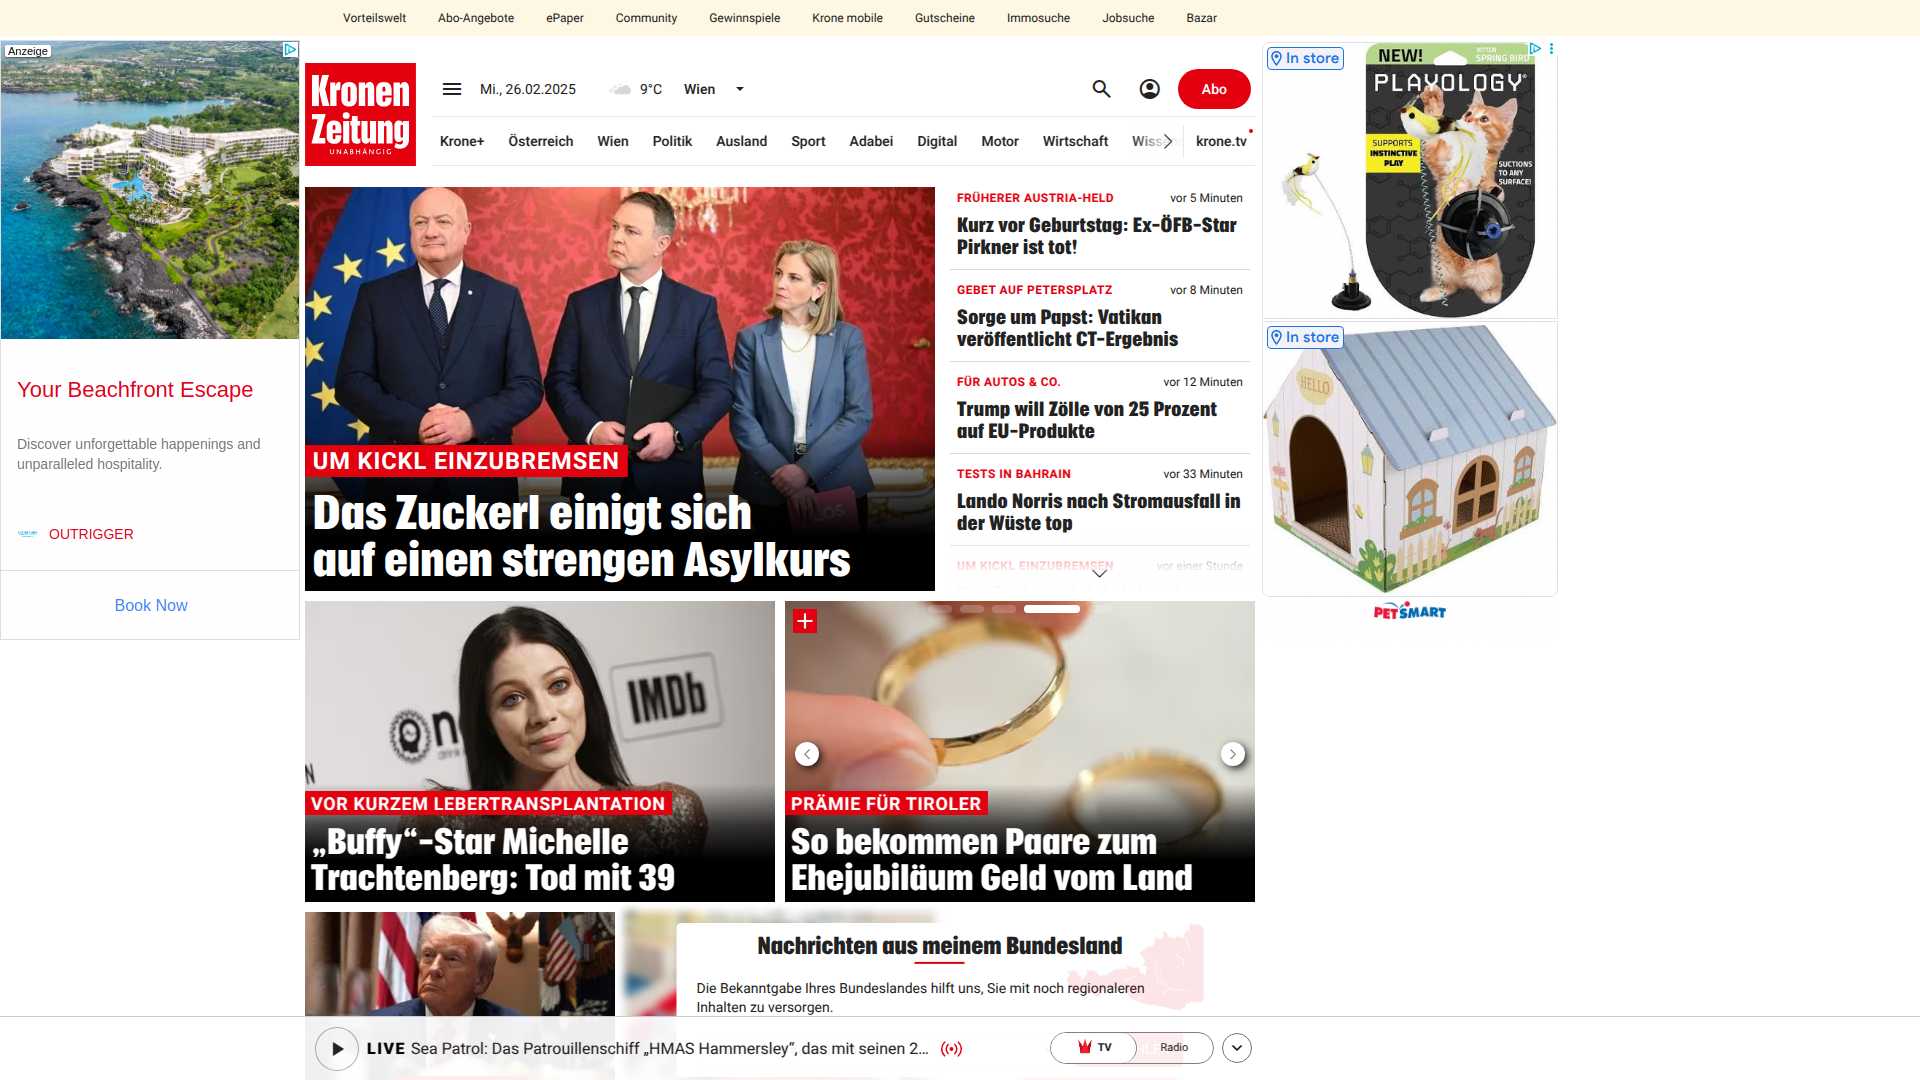 Vorteilswelt Abo-Angebote ePaper Community Gewinnspiele Krone mobile Gutscheine Immosuche Jobsuche Bazar
Anzeige
Your Beachfront Escape
Discover unforgettable happenings and
unparalleled hospitality.
OUTRIGGER
Book Now
Kronen
Zeitung
UNABHÄNGIG
Mi., 26.02.2025 9°C Wien
Abo
Krone+ Österreich Wien Politik Ausland Sport Adabei Digital Motor Wirtschaft krone.tv
UM KICKL EINZUBREMSEN
Das Zuckerl einigt sich
auf einen strengen Asylkurs
FRÜHERER AUSTRIA-HELD vor 5 Minuten
Kurz vor Geburtstag: Ex-ÖFB-Star
Pirkner ist tot!
GEBET AUF PETERSPLATZ vor 8 Minuten
Sorge um Papst: Vatikan
veröffentlicht CT-Ergebnis
FÜR AUTOS & CO. vor 12 Minuten
Trump will Zölle von 25 Prozent
auf EU-Produkte
TESTS IN BAHRAIN vor 33 Minuten
Lando Norris nach Stromausfall in
der Wüste top
UM KICKL EINZUBREMSEN vor einer Stunde
IMDb
VOR KURZEM LEBERTRANSPLANTATION
„Buffy“-Star Michelle
Trachtenberg: Tod mit 39
PRÄMIE FÜR TIROLER
So bekommen Paare zum
Ehejubiläum Geld vom Land
Nachrichten aus meinem Bundesland
Die Bekanntgabe Ihres Bundeslandes hilft uns, Sie mit noch regionaleren
Inhalten zu versorgen.
LIVE Sea Patrol: Das Patrouillenschiff „HMAS Hammersley“, das mit seinen 2...
TV Radio
In store
NEW!
KITTEN
SPRING BIRD
PLAYOLOGY
SUPPORTS
INSTINCTIVE
PLAY
SUCTIONS
TO ANY
SURFACE!
In store
HELLO
PETSMART